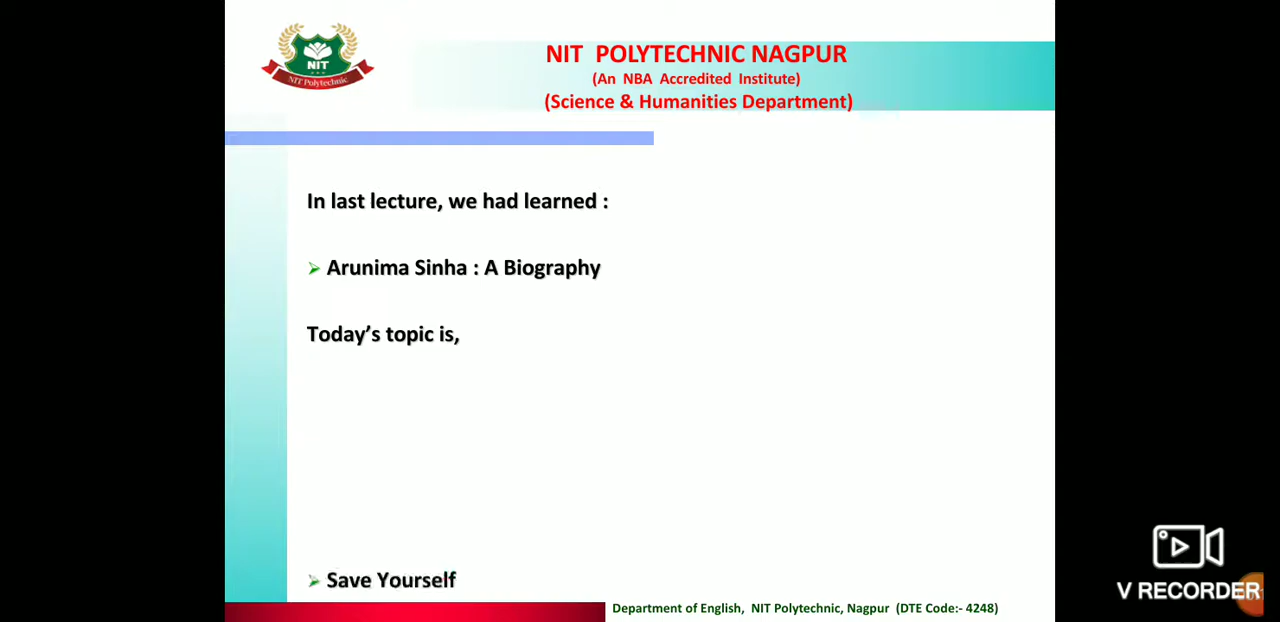 NIT
NIT Polytechnic
NIT POLYTECHNIC NAGPUR
(An NBA Accredited Institute)
(Science & Humanities Department)
In last lecture, we had learned :
Arunima Sinha : A Biography
Today's topic is,
Save Yourself
Department of English, NIT Polytechnic, Nagpur (DTE Code:- 4248)
V RECORDER